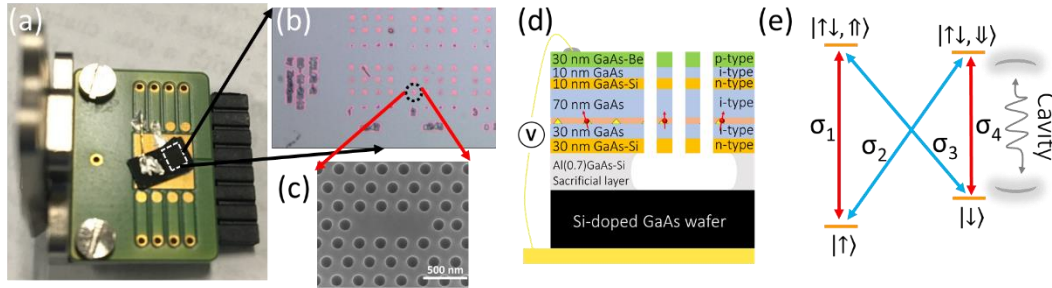 (a)
(b)
(c)
500 nm
(d)
V
30 nm GaAs-Be p-type
10 nm GaAs i-type
10 nm GaAs-Si n-type
70 nm GaAs i-type
30 nm GaAs i-type
30 nm GaAs-Si n-type
Al(0.7)GaAs-Si
Sacrificial layer
Si-doped GaAs wafer
(e)
|↑↓, ⇑⟩ |↑↓, ⇓⟩
σ1 σ2 σ3 σ4
Cavity
|↑⟩ |↓⟩